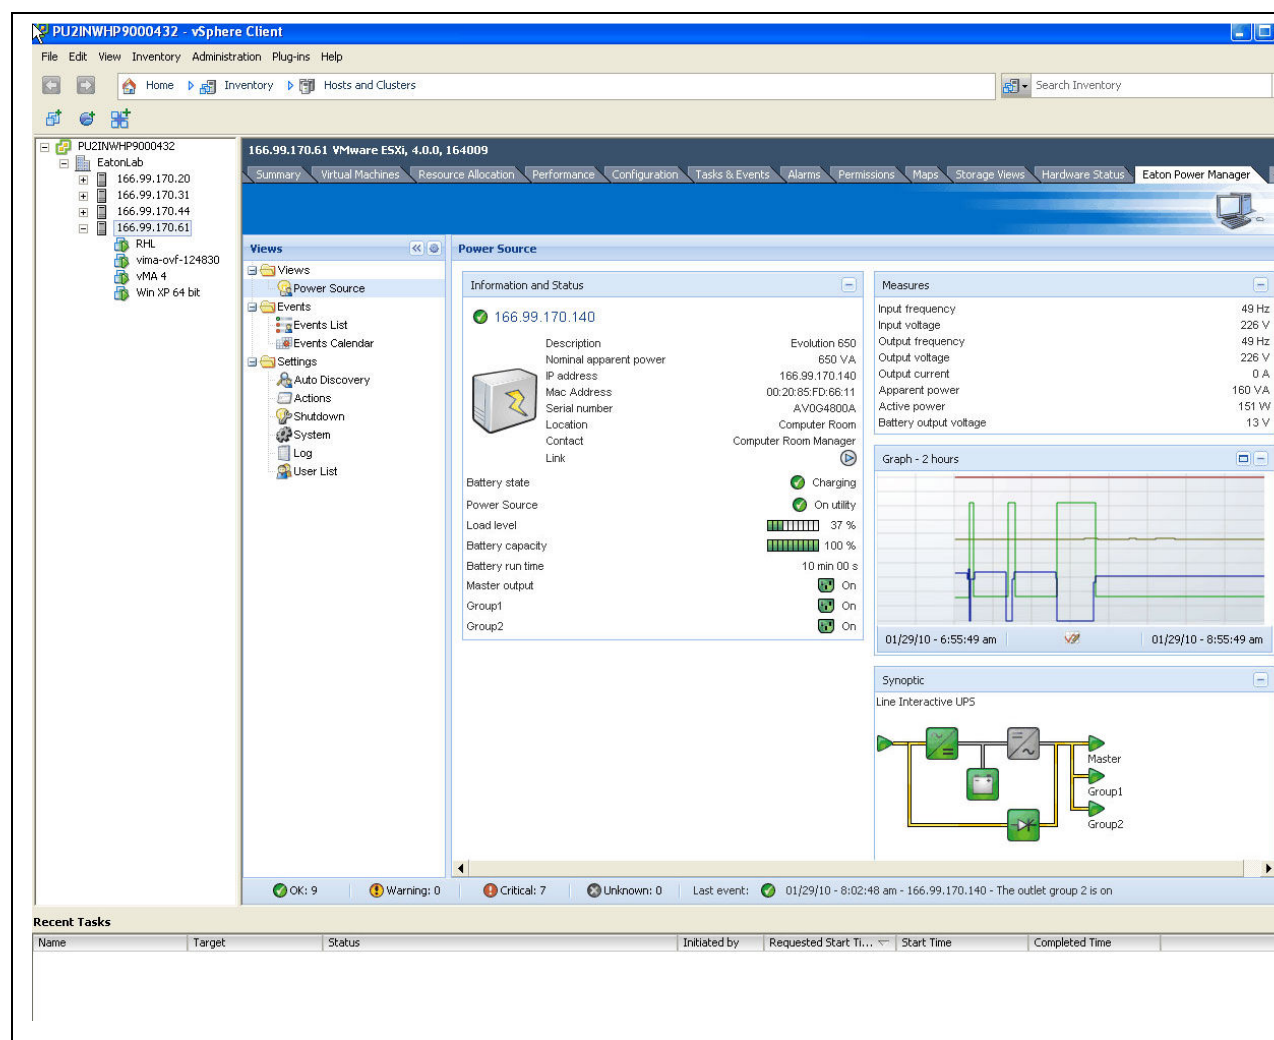 PU2INWHP9000432 - vSphere Client
File Edit View Inventory Administration Plug-ins Help
Home Inventory Hosts and Clusters Search Inventory
PU2INWHP9000432
EatonLab
166.99.170.20
166.99.170.31
166.99.170.44
166.99.170.61
RHL
vima-ovf-124830
vMA 4
Win XP 64 bit
166.99.170.61 VMware ESXi, 4.0.0, 164009
Summary Virtual Machines Resource Allocation Performance Configuration Tasks & Events Alarms Permissions Maps Storage Views Hardware Status Eaton Power Manager
Views
Views
Power Source
Events
Events List
Events Calendar
Settings
Auto Discovery
Actions
Shutdown
System
Log
User List
Power Source
Information and Status
166.99.170.140
Description Evolution 650
Nominal apparent power 650 VA
IP address 166.99.170.140
Mac Address 00:20:85:FD:66:11
Serial number AV0G4800A
Location Computer Room
Contact Computer Room Manager
Link
Battery state Charging
Power Source On utility
Load level 37 %
Battery capacity 100 %
Battery run time 10 min 00 s
Master output On
Group1 On
Group2 On
Measures
Input frequency 49 Hz
Input voltage 226 V
Output frequency 49 Hz
Output voltage 226 V
Output current 0 A
Apparent power 160 VA
Active power 151 W
Battery output voltage 13 V
Graph - 2 hours
01/29/10 - 6:55:49 am 01/29/10 - 8:55:49 am
Synoptic
Line Interactive UPS
Master
Group1
Group2
OK: 9 Warning: 0 Critical: 7 Unknown: 0 Last event: 01/29/10 - 8:02:48 am - 166.99.170.140 - The outlet group 2 is on
Recent Tasks
Name Target Status Initiated by Requested Start Ti... Start Time Completed Time